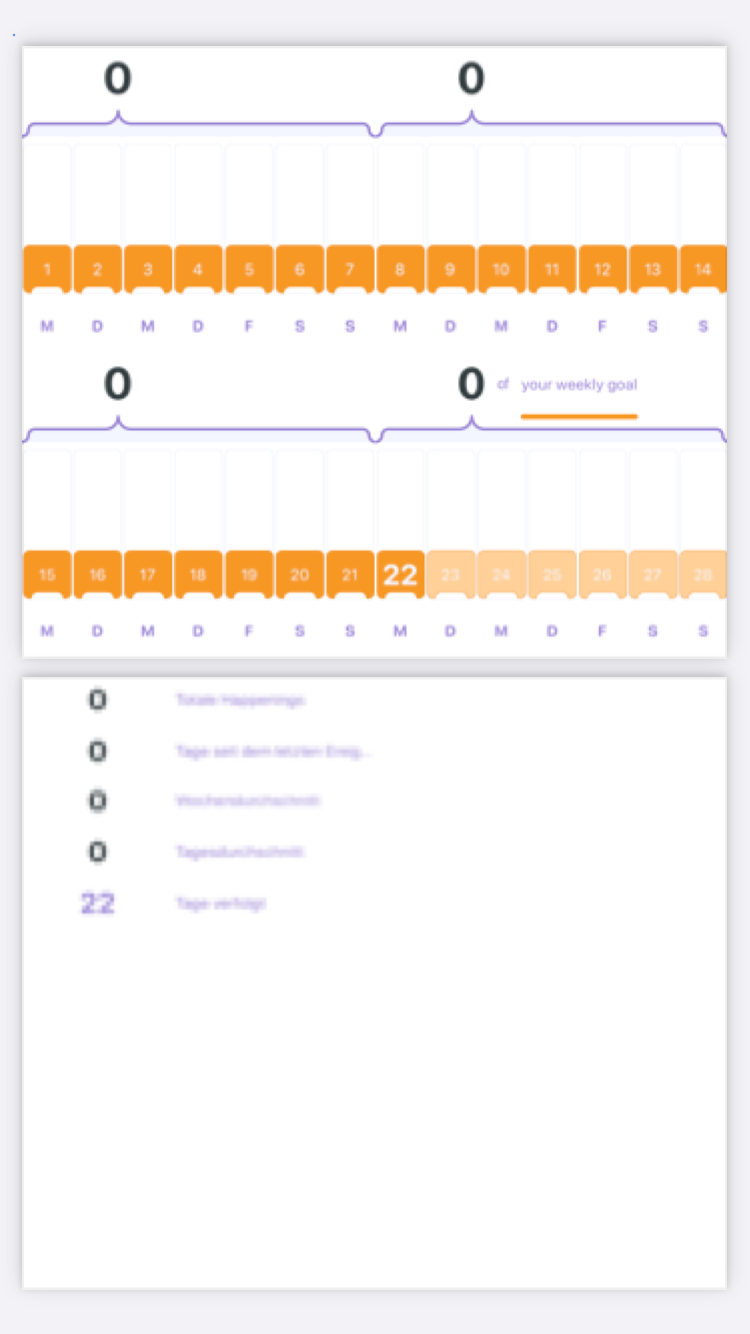 0 0
1 2 3 4 5 6 7 8 9 10 11 12 13 14
M D M D F S S M D M D F S S
0 0 of your weekly goal
15 16 17 18 19 20 21 22 23 24 25 26 27 28
M D M D F S S M D M D F S S
0 Totale Happenings
0 Tage seit dem letzten Ereig...
0 Wochendurchschnitt
0 Tagesdurchschnitt
22 Tage verfolgt